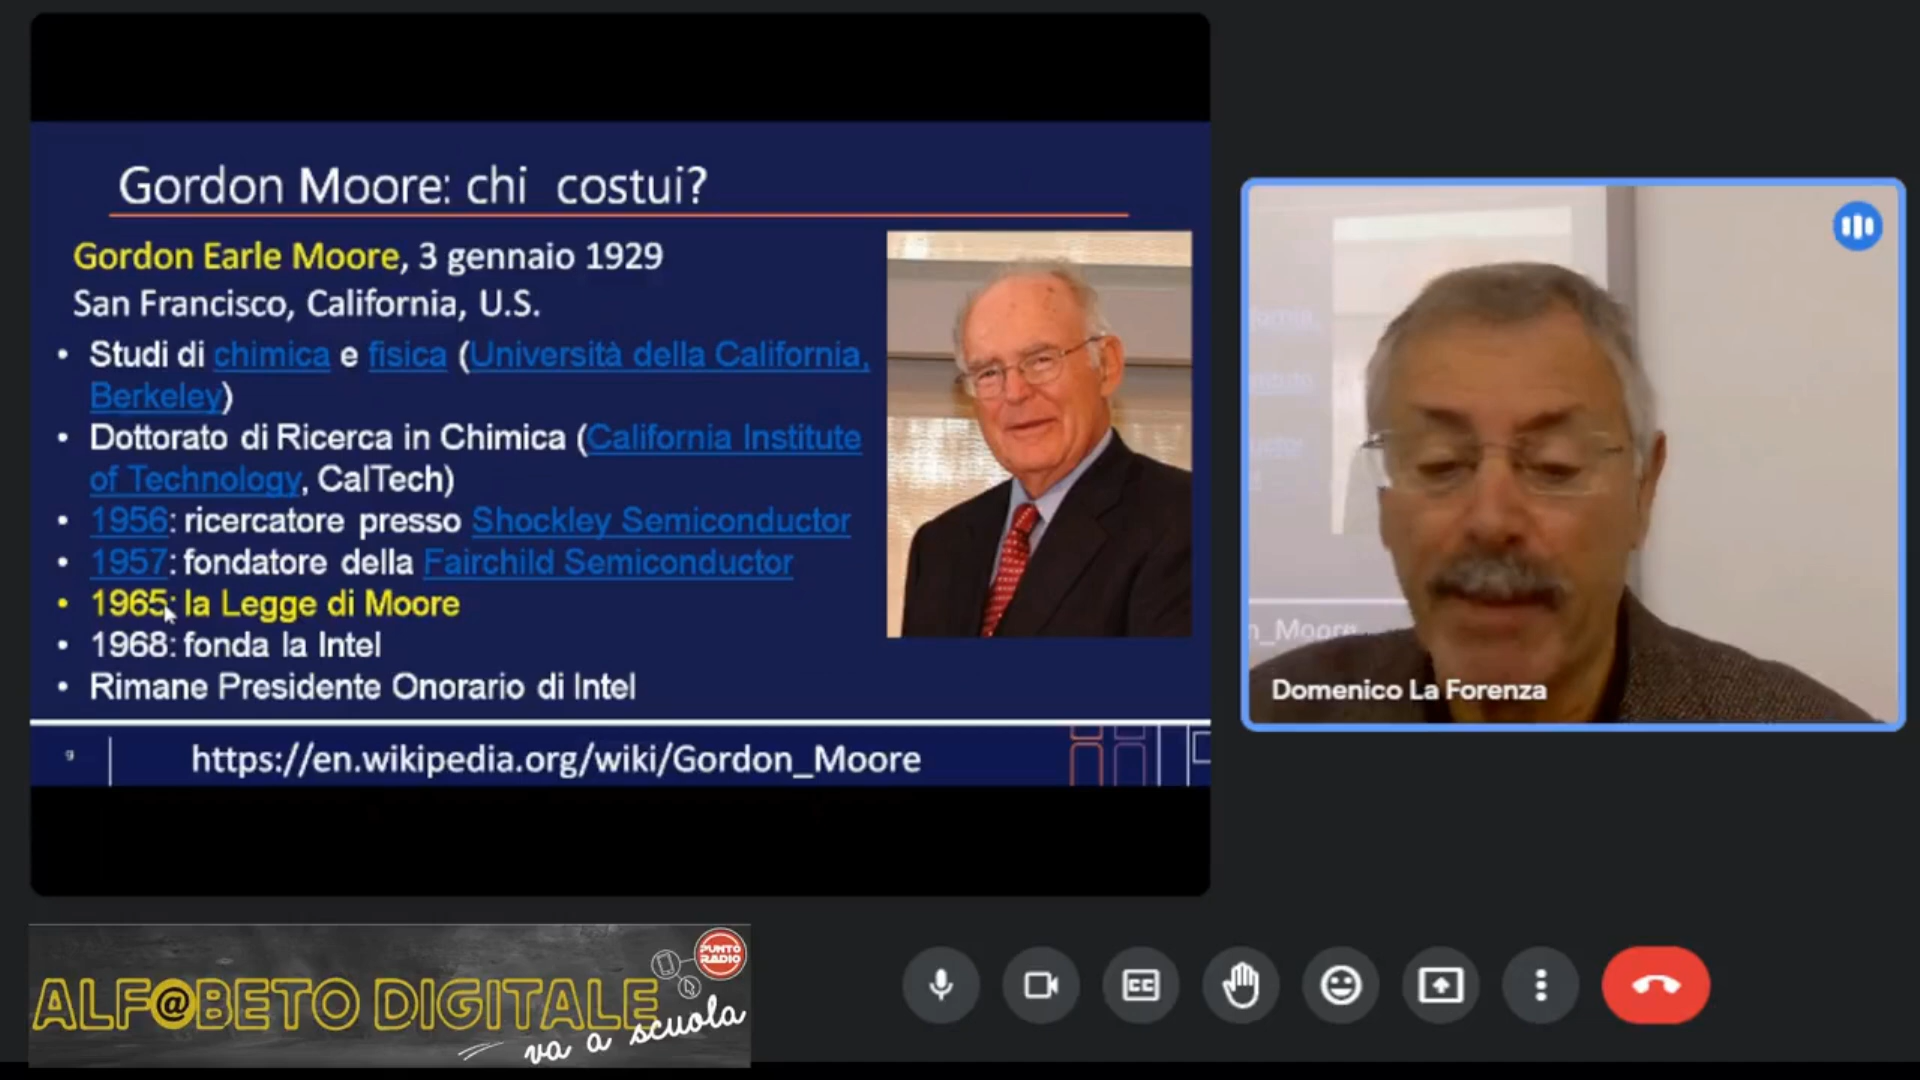 Gordon Moore: chi costui?
Gordon Earle Moore, 3 gennaio 1929
San Francisco, California, U.S.
• Studi di chimica e fisica (Università della California,
Berkeley)
• Dottorato di Ricerca in Chimica (California Institute
of Technology, CalTech)
• 1956: ricercatore presso Shockley Semiconductor
• 1957: fondatore della Fairchild Semiconductor
• 1965: la Legge di Moore
• 1968: fonda la Intel
• Rimane Presidente Onorario di Intel
9
https://en.wikipedia.org/wiki/Gordon_Moore
n_Moore
Domenico La Forenza
PUNTO
RADIO
ALF@BETO DIGITALE
va a scuola
CC